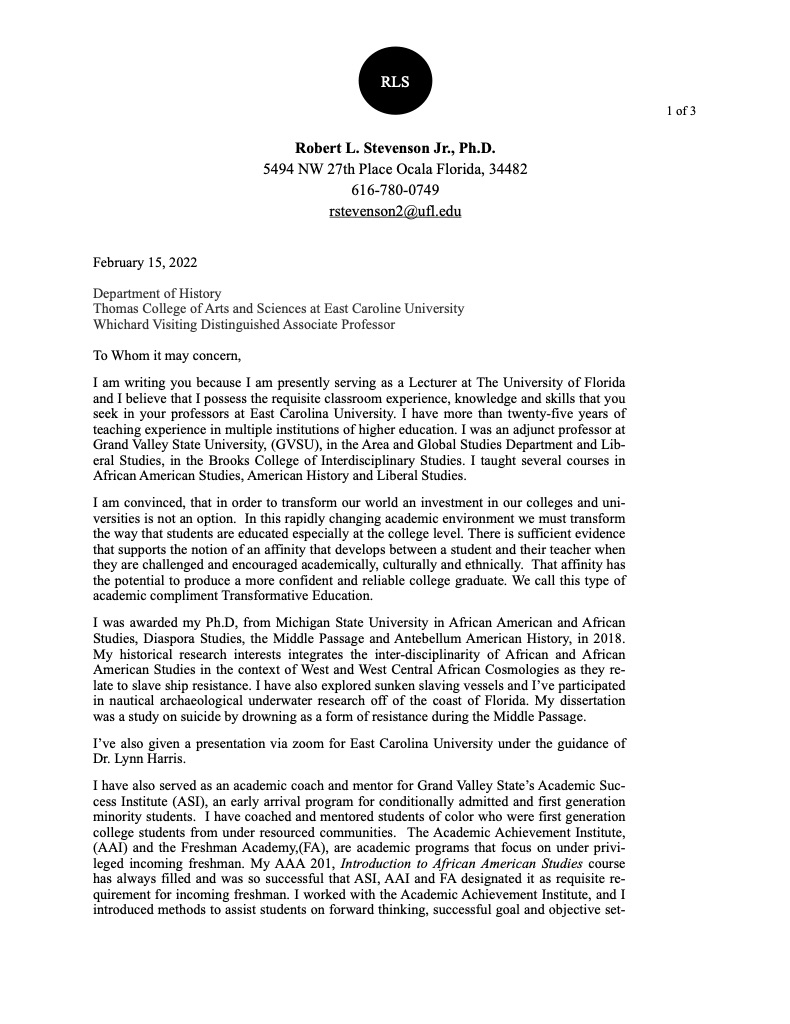 RLS
1 of 3
Robert L. Stevenson Jr., Ph.D.
5494 NW 27th Place Ocala Florida, 34482
616-780-0749
rstevenson2@ufl.edu
February 15, 2022
Department of History
Thomas College of Arts and Sciences at East Caroline University
Whichard Visiting Distinguished Associate Professor
To Whom it may concern,
I am writing you because I am presently serving as a Lecturer at The University of Florida
and I believe that I possess the requisite classroom experience, knowledge and skills that you
seek in your professors at East Carolina University. I have more than twenty-five years of
teaching experience in multiple institutions of higher education. I was an adjunct professor at
Grand Valley State University, (GVSU), in the Area and Global Studies Department and Lib-
eral Studies, in the Brooks College of Interdisciplinary Studies. I taught several courses in
African American Studies, American History and Liberal Studies.
I am convinced, that in order to transform our world an investment in our colleges and uni-
versities is not an option.  In this rapidly changing academic environment we must transform
the way that students are educated especially at the college level. There is sufficient evidence
that supports the notion of an affinity that develops between a student and their teacher when
they are challenged and encouraged academically, culturally and ethnically.  That affinity has
the potential to produce a more confident and reliable college graduate. We call this type of
academic compliment Transformative Education.
I was awarded my Ph.D, from Michigan State University in African American and African
Studies, Diaspora Studies, the Middle Passage and Antebellum American History, in 2018.
My historical research interests integrates the inter-disciplinarity of African and African
American Studies in the context of West and West Central African Cosmologies as they re-
late to slave ship resistance. I have also explored sunken slaving vessels and I've participated
in nautical archaeological underwater research off of the coast of Florida. My dissertation
was a study on suicide by drowning as a form of resistance during the Middle Passage.
I've also given a presentation via zoom for East Carolina University under the guidance of
Dr. Lynn Harris.
I have also served as an academic coach and mentor for Grand Valley State's Academic Suc-
cess Institute (ASI), an early arrival program for conditionally admitted and first generation
minority students.  I have coached and mentored students of color who were first generation
college students from under resourced communities.  The Academic Achievement Institute,
(AAI) and the Freshman Academy,(FA), are academic programs that focus on under privi-
leged incoming freshman. My AAA 201, Introduction to African American Studies course
has always filled and was so successful that ASI, AAI and FA designated it as requisite re-
quirement for incoming freshman. I worked with the Academic Achievement Institute, and I
introduced methods to assist students on forward thinking, successful goal and objective set-